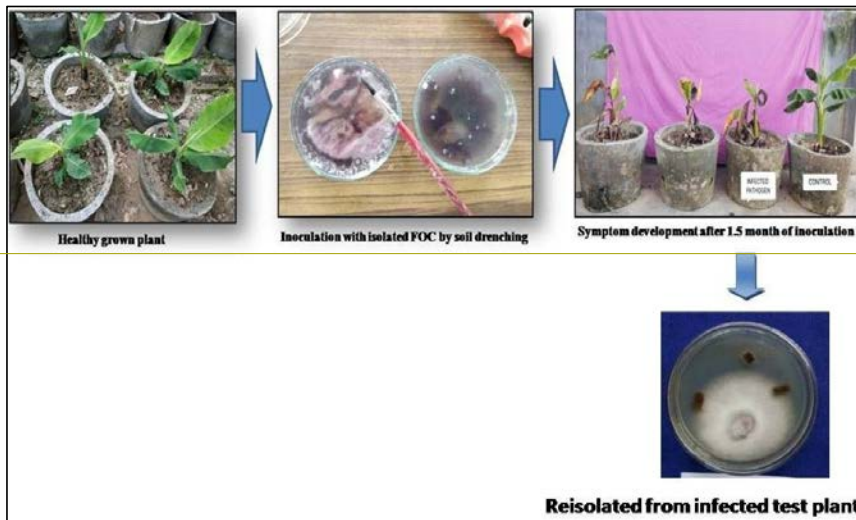 Healthy grown plant
Inoculation with isolated FOC by soil drenching
Symptom development after 1.5 month of inoculation
INFECTED
PATHOGEN
CONTROL
Reisolated from infected test plant